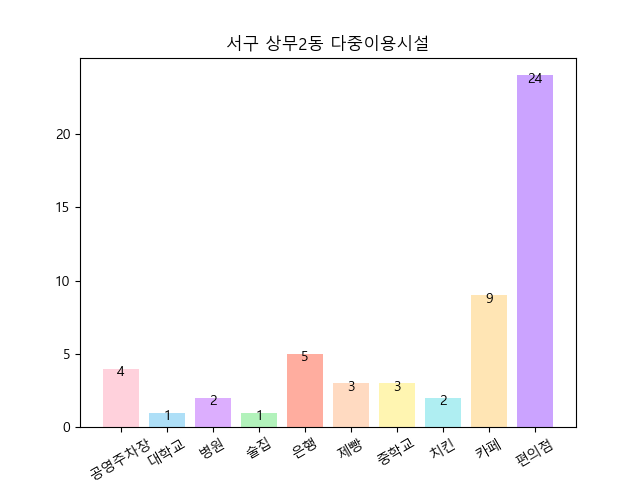 서구 상무2동 다중이용시설
20
15
10
5
0
4
1
2
1
5
3
3
2
9
24
공영주차장
대학교
병원
술집
은행
제빵
중학교
치킨
카페
편의점